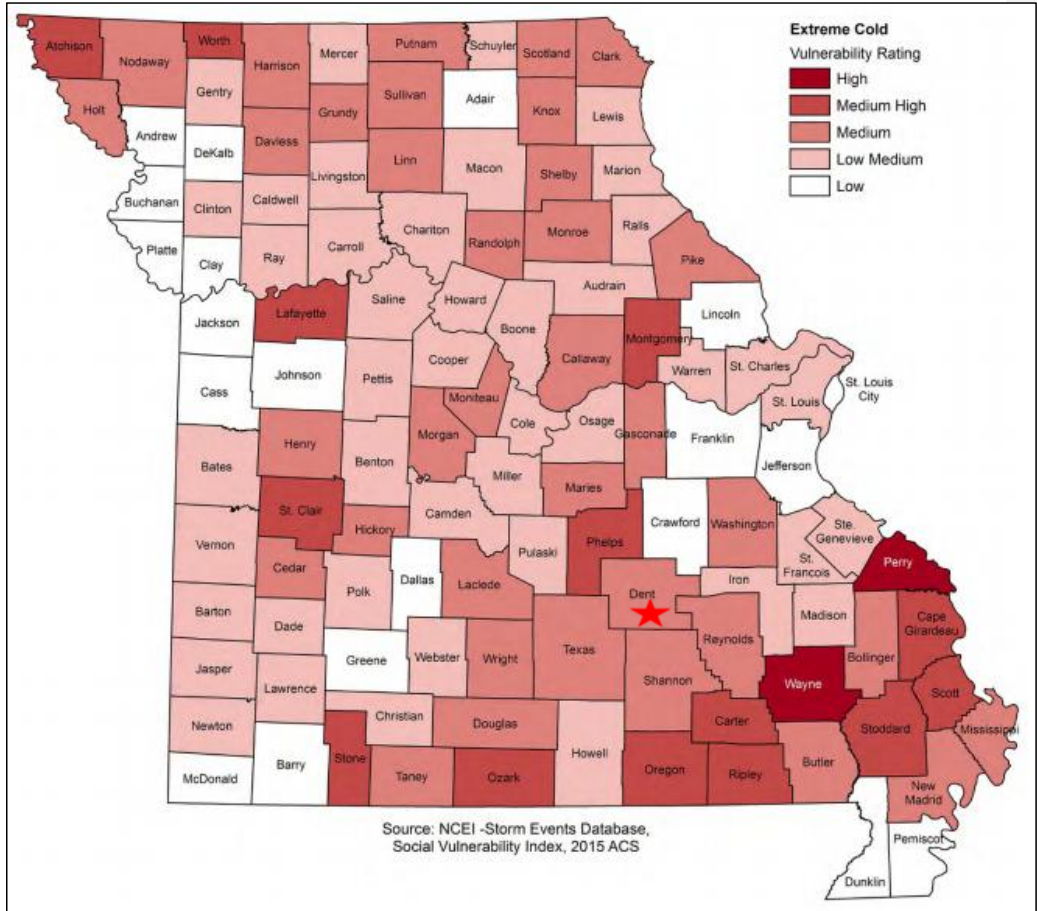 Extreme Cold
Vulnerability Rating
High
Medium High
Medium
Low Medium
Low
Atchison
Worth
Nodaway
Harrison
Mercer
Putnam
Schuyler
Scotland
Clark
Gentry
Holt
Sullivan
Adair
Knox
Lewis
Grundy
Andrew
DeKalb
Daviess
Linn
Macon
Shelby
Marion
Livingston
Buchanan
Clinton
Caldwell
Chariton
Randolph
Monroe
Ralls
Platte
Clay
Ray
Carroll
Pike
Audrain
Saline
Howard
Boone
Lincoln
Jackson
Lafayette
Callaway
Montgomery
Cooper
Warren
St. Charles
Johnson
Pettis
Cass
St. Louis
City
St. Louis
Moniteau
Cole
Osage
Gasconade
Franklin
Henry
Morgan
Jefferson
Bates
Benton
Miller
Maries
St. Clair
Camden
Crawford
Washington
Ste.
Genevieve
Hickory
Vernon
Pulaski
Phelps
St.
Francois
Perry
Cedar
Dallas
Laclede
Iron
Polk
Dent
Barton
Dade
Madison
Cape
Girardeau
Reynolds
Texas
Greene
Webster
Wright
Bollinger
Jasper
Shannon
Wayne
Lawrence
Scott
Christian
Douglas
Carter
Newton
Stoddard
Mississippi
Howell
Stone
Barry
McDonald
Taney
Ozark
Oregon
Ripley
Butler
New
Madrid
Source: NCEI -Storm Events Database,
Social Vulnerability Index, 2015 ACS
Pemiscot
Dunklin